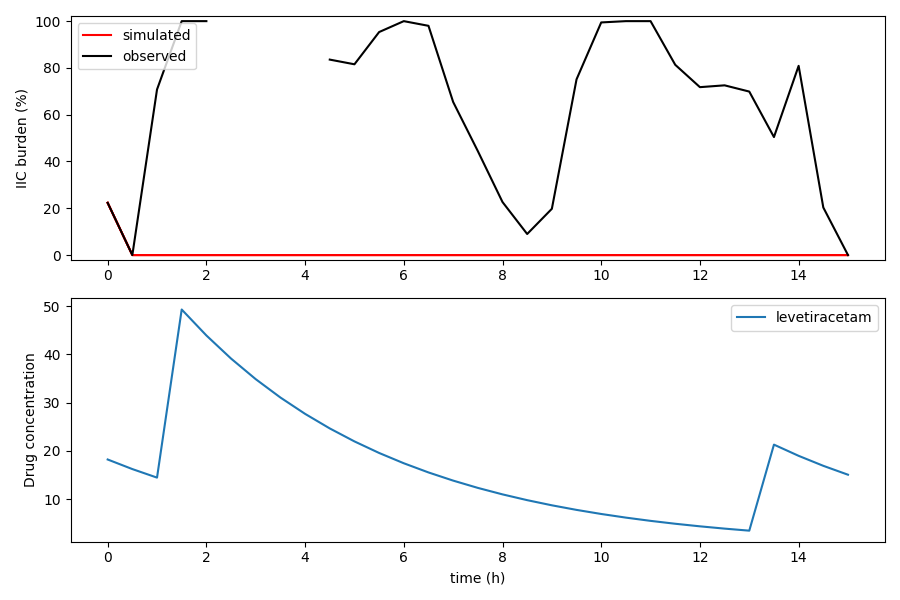 100
80
60
40
20
0
IIC burden (%)
simulated
observed
0 2 4 6 8 10 12 14
50
40
30
20
10
Drug concentration
levetiracetam
0 2 4 6 8 10 12 14
time (h)